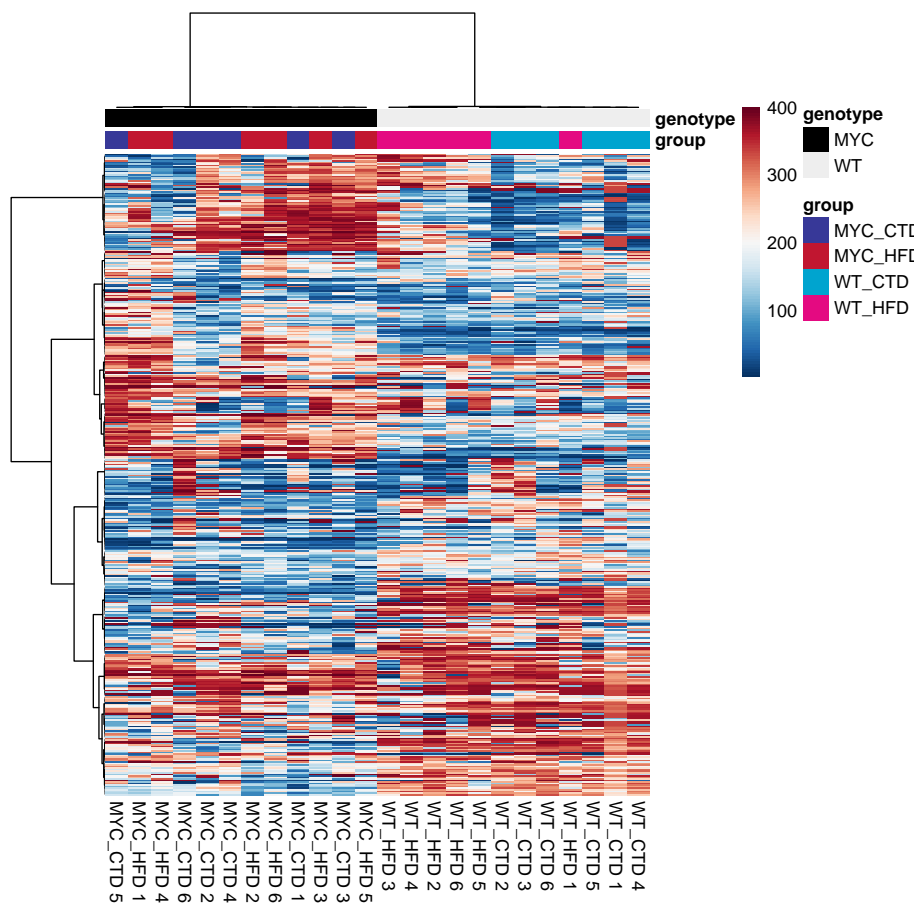 genotype
group
400
300
200
100
genotype
MYC
WT
group
MYC_CTD
MYC_HFD
WT_CTD
WT_HFD
MYC_CTD 5
MYC_HFD 1
MYC_HFD 4
MYC_CTD 6
MYC_CTD 2
MYC_CTD 4
MYC_HFD 2
MYC_HFD 6
MYC_CTD 1
MYC_HFD 3
MYC_CTD 3
MYC_HFD 5
WT_HFD 3
WT_HFD 4
WT_HFD 2
WT_HFD 6
WT_HFD 5
WT_CTD 2
WT_CTD 3
WT_CTD 6
WT_HFD 1
WT_CTD 5
WT_CTD 1
WT_CTD 4